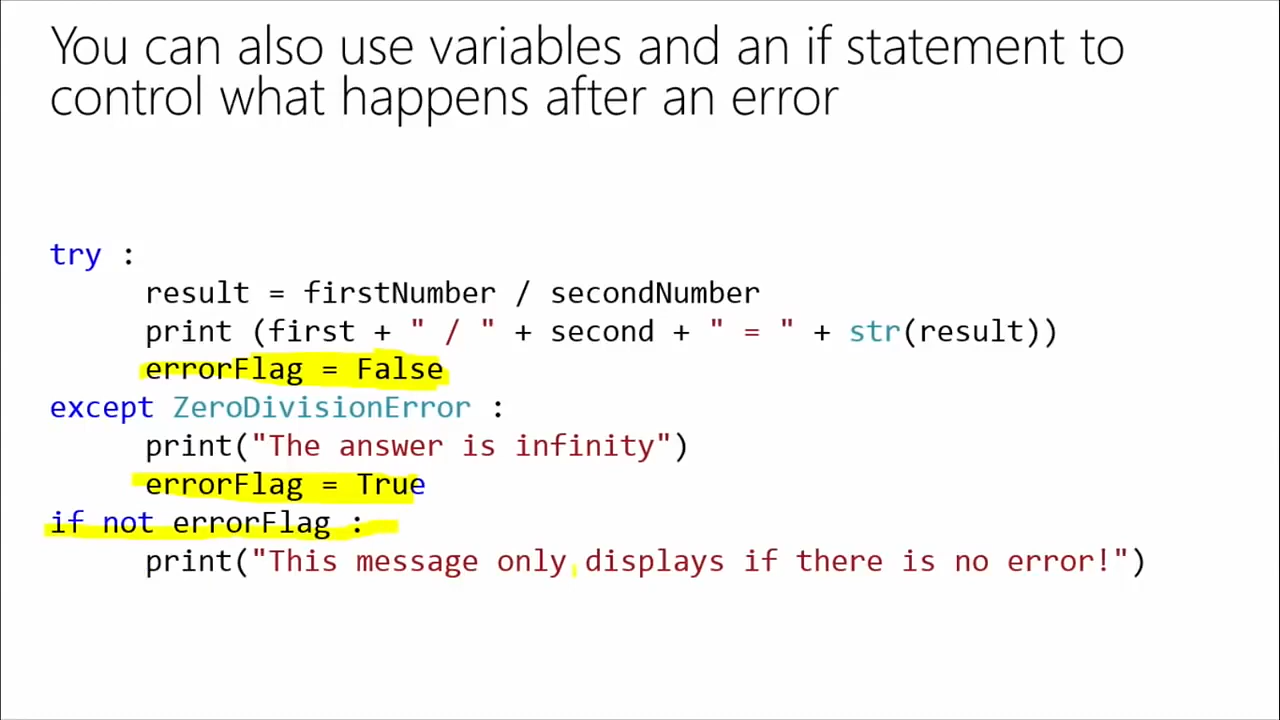 You can also use variables and an if statement to
control what happens after an error
try :
result = firstNumber / secondNumber
print (first + " / " + second + " = " + str(result))
errorFlag = False
except ZeroDivisionError :
print("The answer is infinity")
errorFlag = True
if not errorFlag :
print("This message only displays if there is no error!")